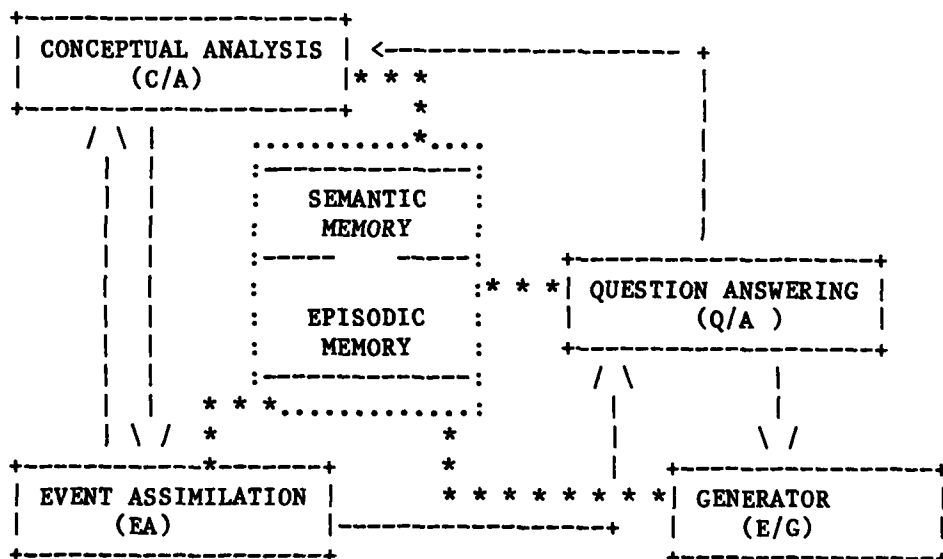 CONCEPTUAL ANALYSIS
(C/A)
SEMANTIC
MEMORY
EPISODIC
MEMORY
QUESTION ANSWERING
(Q/A )
EVENT ASSIMILATION
(EA)
GENERATOR
(E/G)